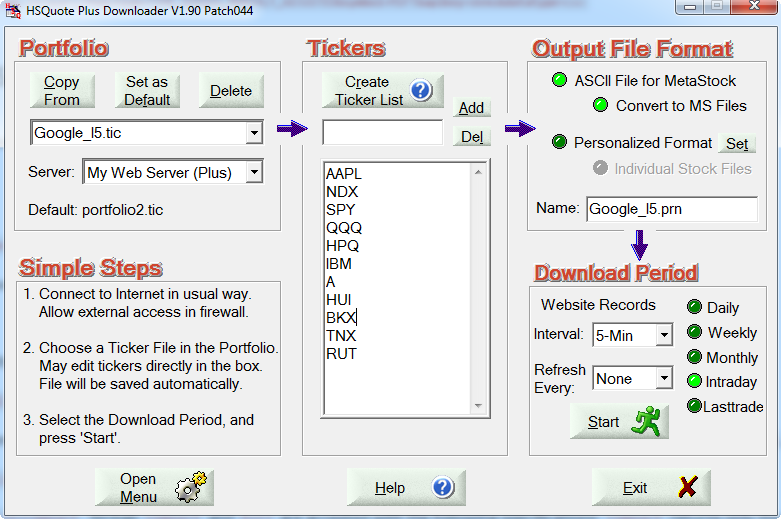 HSQuote Plus Downloader V1.90 Patch044
Portfolio
Copy From
Set as Default
Delete
Google_I5.tic
Server:
My Web Server (Plus)
Default: portfolio2.tic
Simple Steps
1. Connect to Internet in usual way.
Allow external access in firewall.
2. Choose a Ticker File in the Portfolio.
May edit tickers directly in the box.
File will be saved automatically.
3. Select the Download Period, and
press 'Start'.
Open Menu
Tickers
Create Ticker List
?
Add
Del
AAPL
NDX
SPY
QQQ
HPQ
IBM
A
HUI
BKX
TNX
RUT
Help
?
Output File Format
ASCII File for MetaStock
Convert to MS Files
Personalized Format
Set
Individual Stock Files
Name:
Google_I5.prn
Download Period
Website Records
Interval:
5-Min
Refresh Every:
None
Start
Daily
Weekly
Monthly
Intraday
Lasttrade
Exit